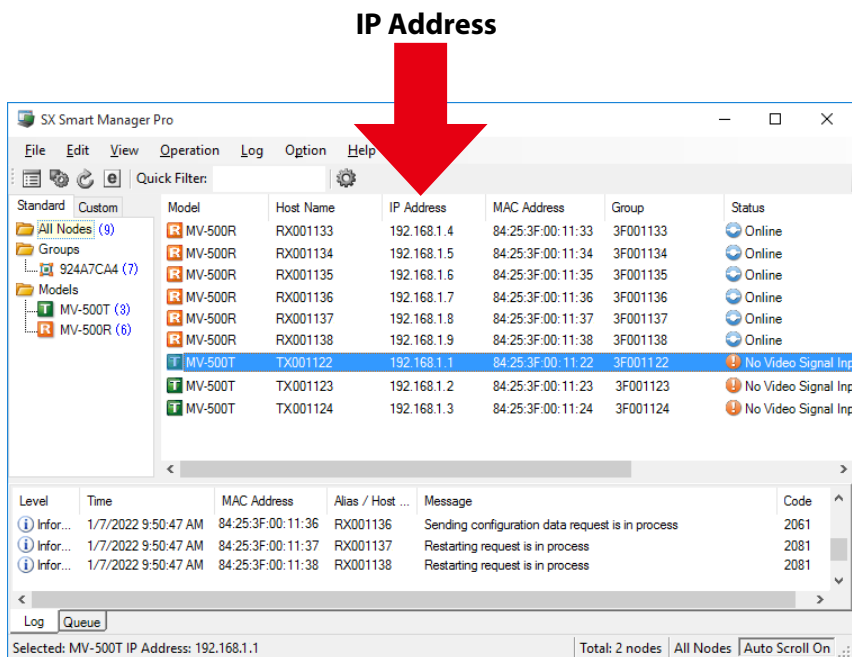 IP Address
SX Smart Manager Pro
File Edit View Operation Log Option Help
Quick Filter:
Standard Custom
All Nodes (9)
Groups
924A7CA4 (7)
Models
MV-500T (3)
MV-500R (6)
Model Host Name IP Address MAC Address Group Status
R MV-500R RX001133 192.168.1.4 84:25:3F:00:11:33 3F001133 Online
R MV-500R RX001134 192.168.1.5 84:25:3F:00:11:34 3F001134 Online
R MV-500R RX001135 192.168.1.6 84:25:3F:00:11:35 3F001135 Online
R MV-500R RX001136 192.168.1.7 84:25:3F:00:11:36 3F001136 Online
R MV-500R RX001137 192.168.1.8 84:25:3F:00:11:37 3F001137 Online
R MV-500R RX001138 192.168.1.9 84:25:3F:00:11:38 3F001138 Online
T MV-500T TX001122 192.168.1.1 84:25:3F:00:11:22 3F001122 No Video Signal Inp
T MV-500T TX001123 192.168.1.2 84:25:3F:00:11:23 3F001123 No Video Signal Inp
T MV-500T TX001124 192.168.1.3 84:25:3F:00:11:24 3F001124 No Video Signal Inp
Level Time MAC Address Alias / Host ... Message Code
Infor... 1/7/2022 9:50:47 AM 84:25:3F:00:11:36 RX001136 Sending configuration data request is in process 2061
Infor... 1/7/2022 9:50:47 AM 84:25:3F:00:11:37 RX001137 Restarting request is in process 2081
Infor... 1/7/2022 9:50:47 AM 84:25:3F:00:11:38 RX001138 Restarting request is in process 2081
Log Queue
Selected: MV-500T IP Address: 192.168.1.1 Total: 2 nodes All Nodes Auto Scroll On